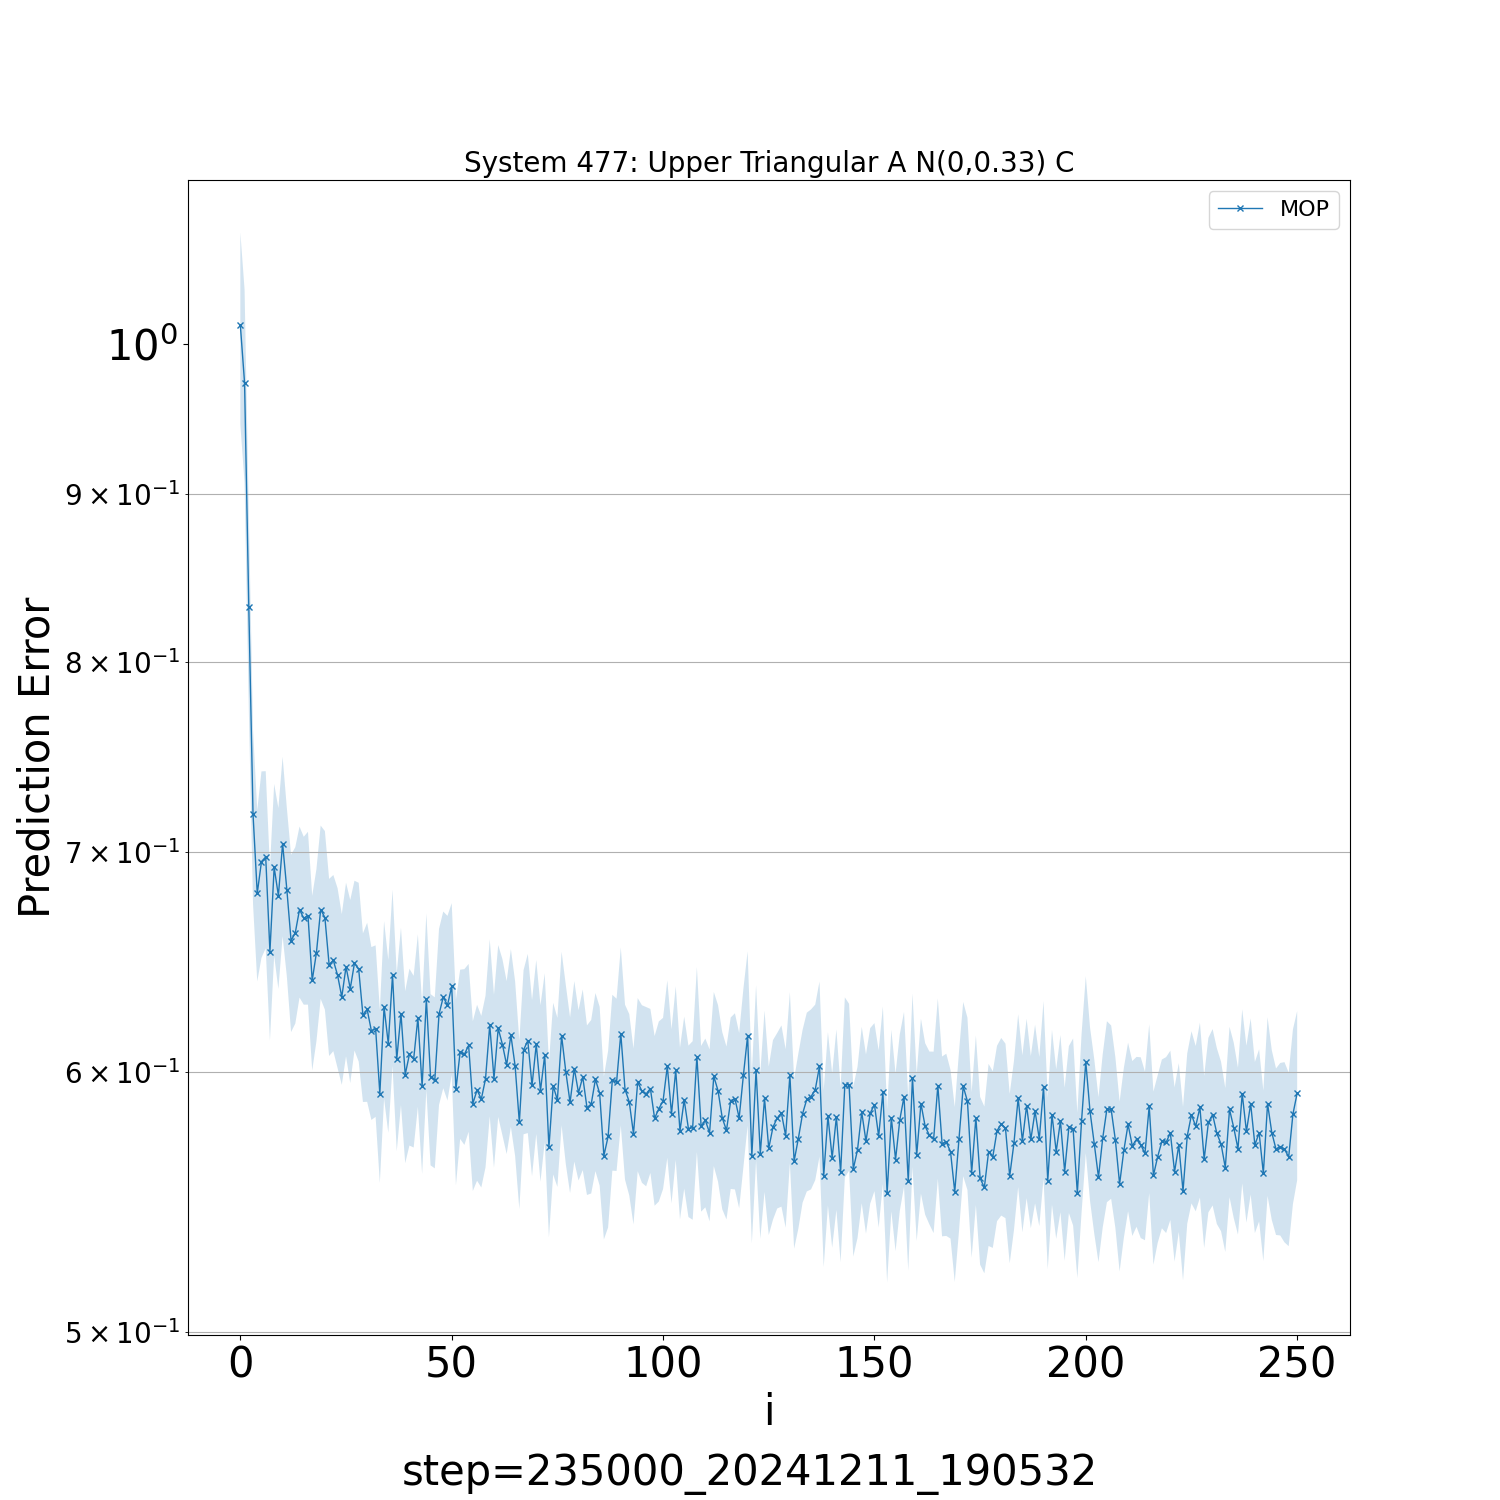 System 477: Upper Triangular A N(0,0.33) C
MOP
10⁰
9 × 10⁻¹
8 × 10⁻¹
7 × 10⁻¹
6 × 10⁻¹
5 × 10⁻¹
Prediction Error
0 50 100 150 200 250
i
step=235000_20241211_190532